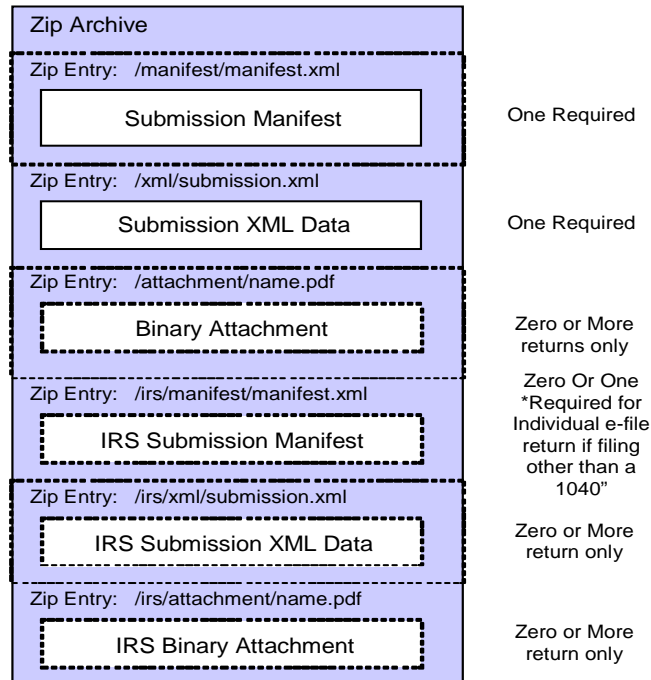 Zip Archive
Zip Entry: /manifest/manifest.xml
Submission Manifest
One Required
Zip Entry: /xml/submission.xml
Submission XML Data
One Required
Zip Entry: /attachment/name.pdf
Binary Attachment
Zero or More
returns only
Zip Entry: /irs/manifest/manifest.xml
IRS Submission Manifest
Zero Or One
*Required for
Individual e-file
return if filing
other than a
1040”
Zip Entry: /irs/xml/submission.xml
IRS Submission XML Data
Zero or More
return only
Zip Entry: /irs/attachment/name.pdf
IRS Binary Attachment
Zero or More
return only